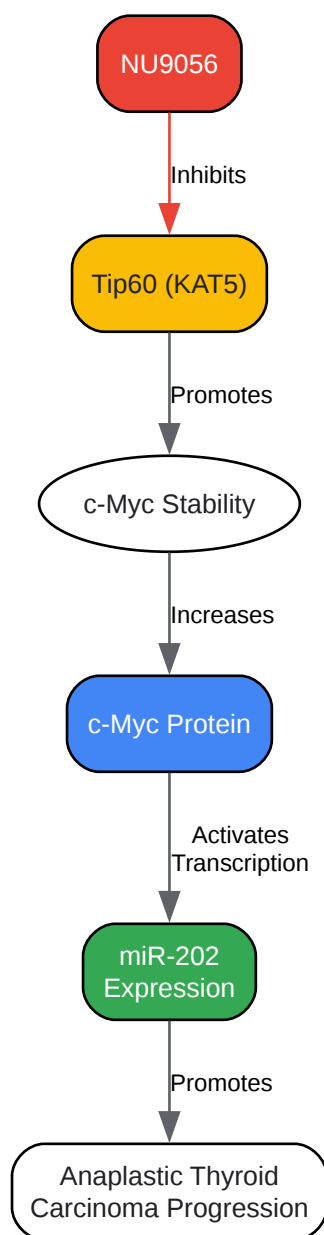 NU9056
Inhibits
Tip60 (KAT5)
Promotes
c-Myc Stability
Increases
c-Myc Protein
Activates
Transcription
miR-202
Expression
Promotes
Anaplastic Thyroid
Carcinoma Progression